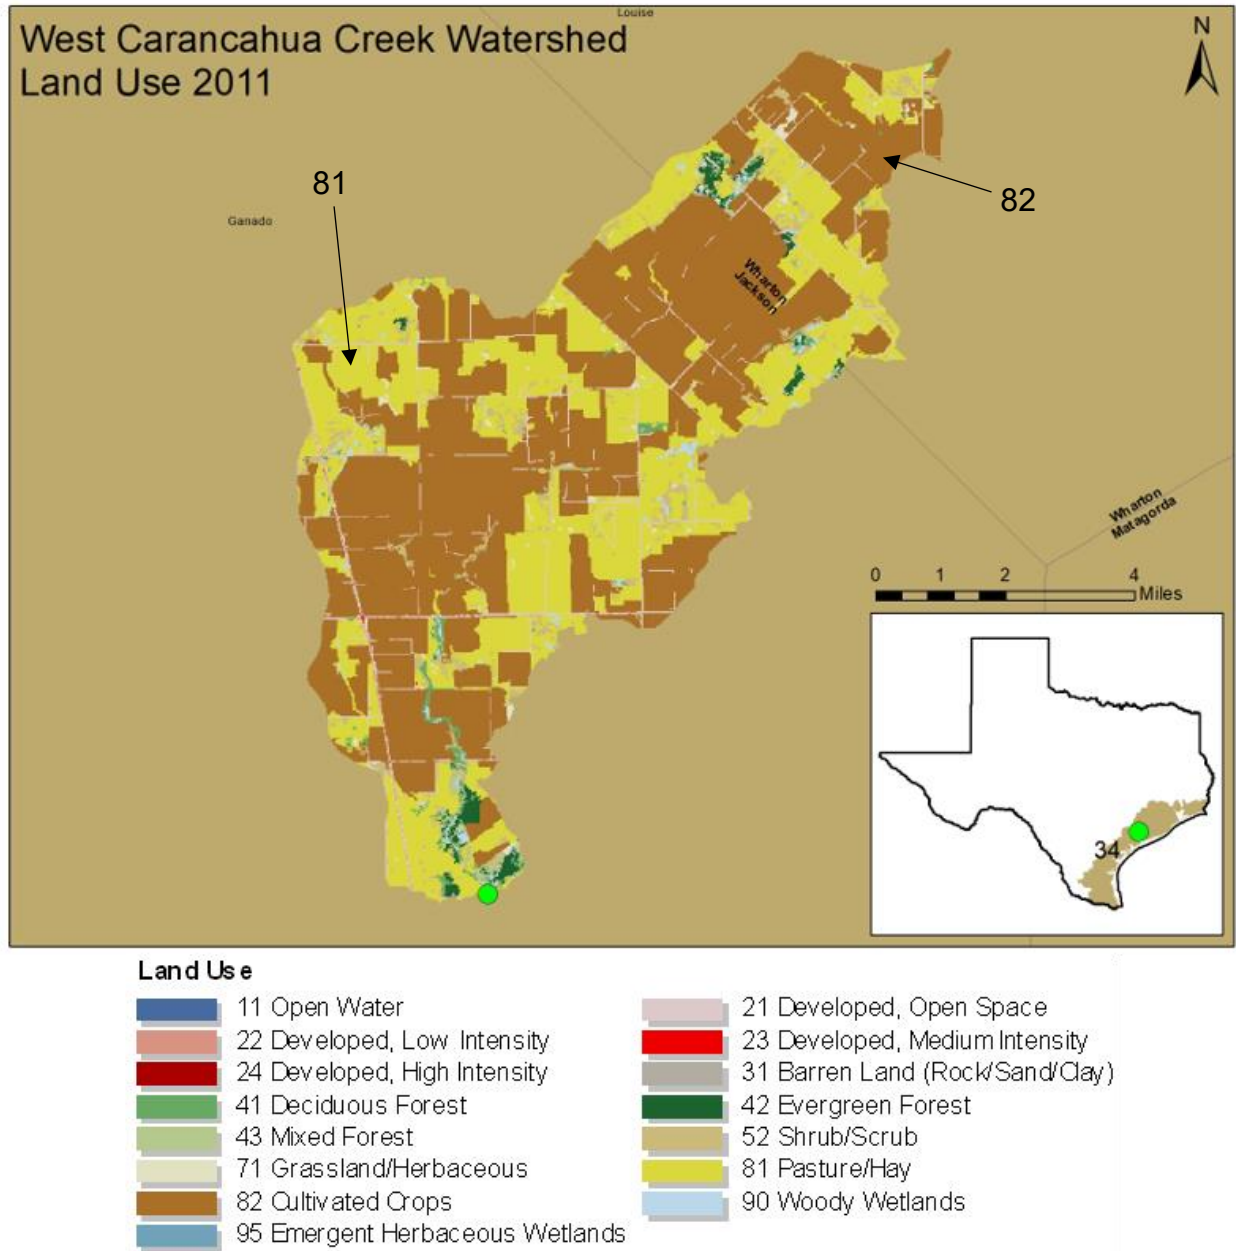 Louise
West Carancahua Creek Watershed
Land Use 2011
N
81
82
Ganado
Wharton
Jackson
Wharton
Matagorda
0 1 2 4
Miles
34
Land Use
11 Open Water
21 Developed, Open Space
22 Developed, Low Intensity
23 Developed, Medium Intensity
24 Developed, High Intensity
31 Barren Land (Rock/Sand/Clay)
41 Deciduous Forest
42 Evergreen Forest
43 Mixed Forest
52 Shrub/Scrub
71 Grassland/Herbaceous
81 Pasture/Hay
82 Cultivated Crops
90 Woody Wetlands
95 Emergent Herbaceous Wetlands